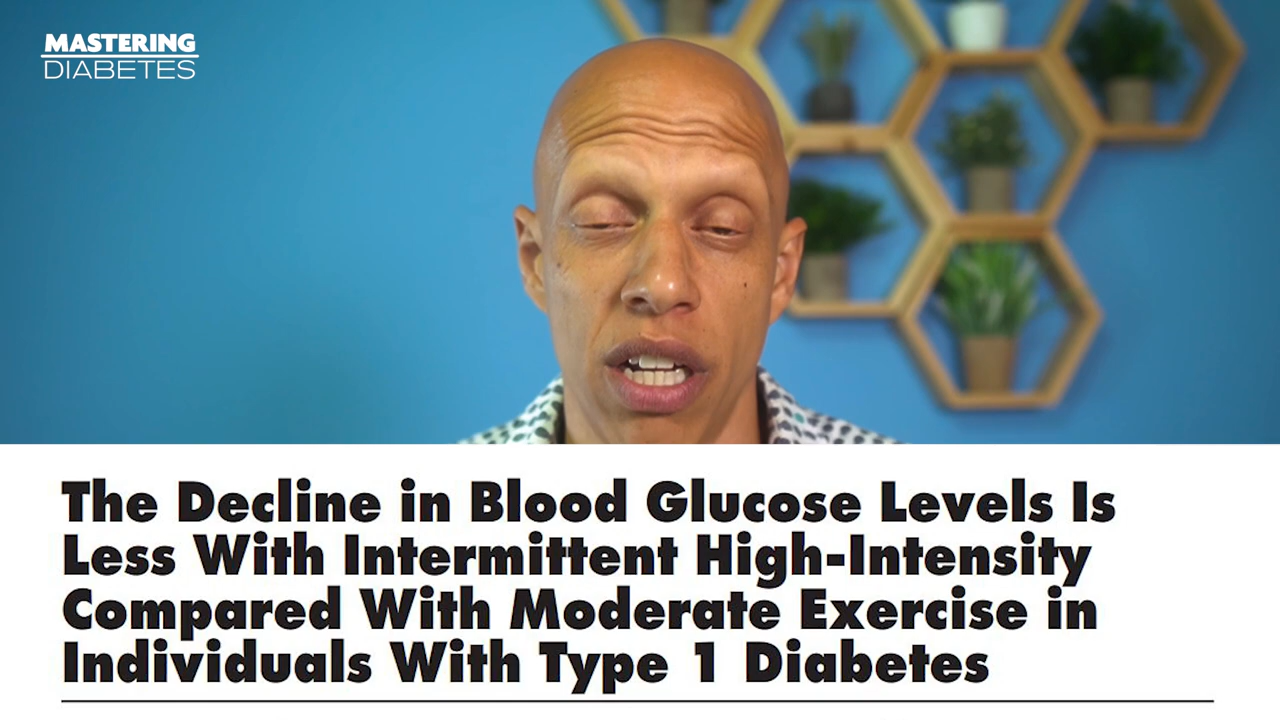 MASTERING
DIABETES
The Decline in Blood Glucose Levels Is
Less With Intermittent High-Intensity
Compared With Moderate Exercise in
Individuals With Type 1 Diabetes